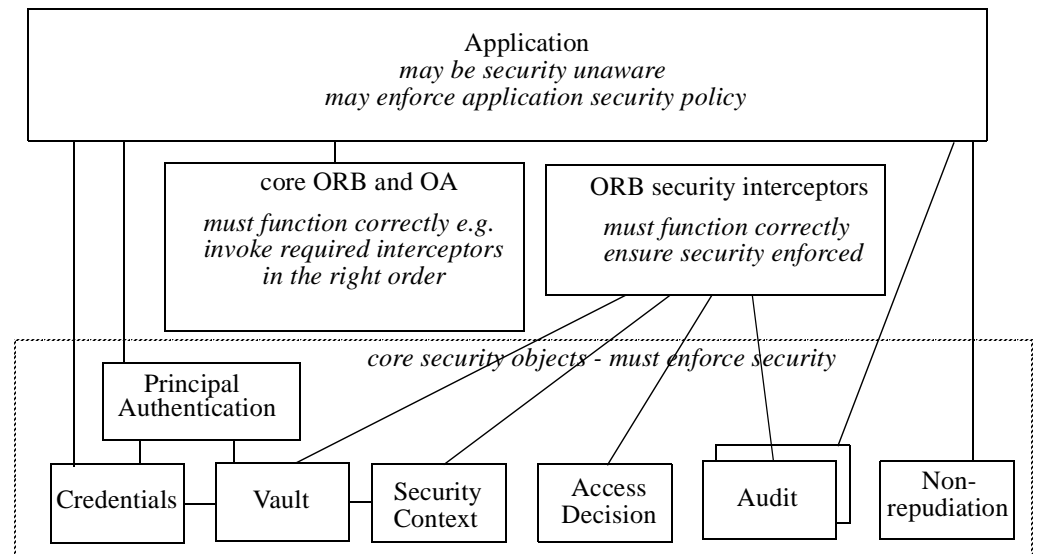 Application
may be security unaware
may enforce application security policy
core ORB and OA
must function correctly e.g.
invoke required interceptors
in the right order
ORB security interceptors
must function correctly
ensure security enforced
core security objects - must enforce security
Principal
Authentication
Credentials
Vault
Security
Context
Access
Decision
Audit
Non-
repudiation